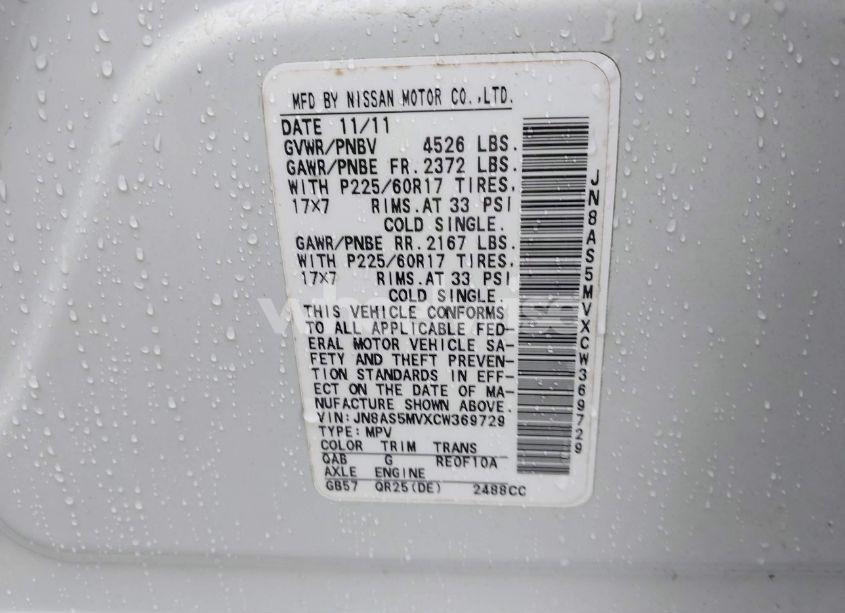 MFD BY NISSAN MOTOR CO.,LTD.
DATE 11/11
GVWR/PNBV 4526 LBS.
GAWR/PNBE FR. 2372 LBS.
WITH P225/60R17 TIRES,
17X7 RIMS.AT 33 PSI
COLD SINGLE.
GAWR/PNBE RR. 2167 LBS.
WITH P225/60R17 TIRES,
17X7 RIMS.AT 33 PSI
COLD SINGLE.
THIS VEHICLE CONFORMS
TO ALL APPLICABLE FED-
ERAL MOTOR VEHICLE SA-
FETY AND THEFT PREVEN-
TION STANDARDS IN EFF-
ECT ON THE DATE OF MA-
NUFACTURE SHOWN ABOVE.
VIN:JN8AS5MVXCW369729
TYPE:MPV
COLOR TRIM TRANS
QAB G RE0F10A
AXLE ENGINE
GB57 QR25(DE) 2488CC
JN8AS5MVXCW369729